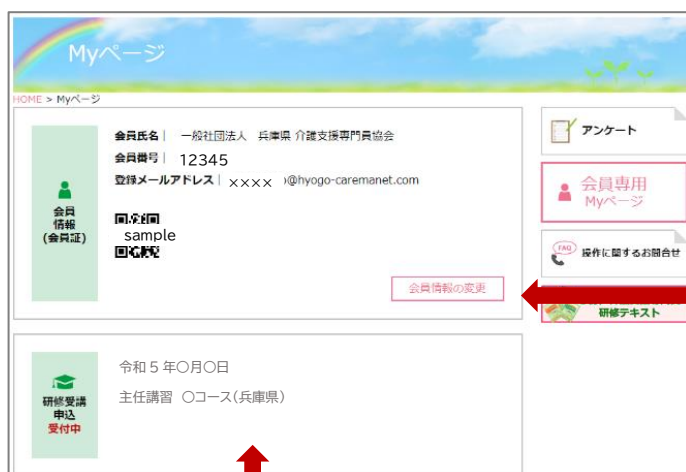 Myページ
HOME > Myページ
会員
情報
(会員証)
会員氏名| 一般社団法人 兵庫県 介護支援専門員協会
会員番号| 12345
登録メールアドレス| ×××× @hyogo-caremanet.com
sample
会員情報の変更
アンケート
会員専用
Myページ
FAQ
操作に関するお問合せ
研修テキスト
研修受講
申込
受付中
令和5年〇月〇日
主任講習 〇コース(兵庫県)